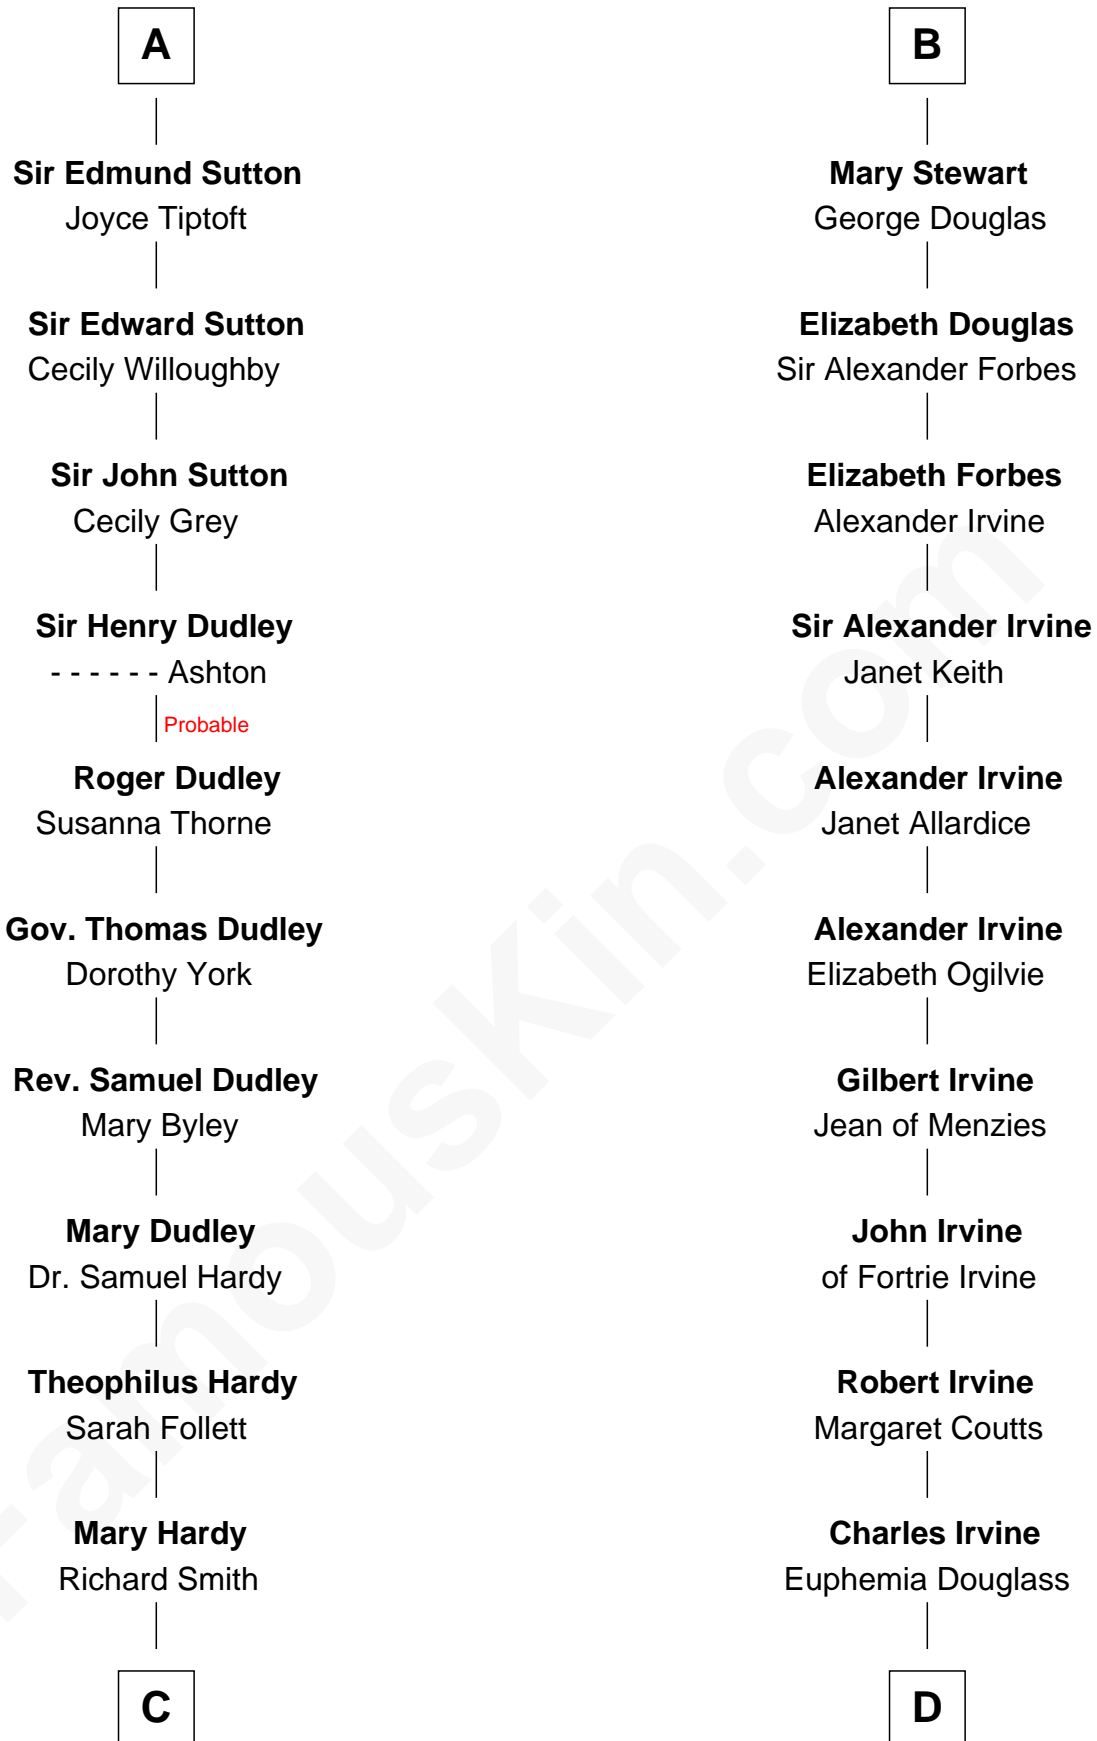 A
Sir Edmund Sutton
Joyce Tiptoft
Sir Edward Sutton
Cecily Willoughby
Sir John Sutton
Cecily Grey
Sir Henry Dudley
- - - - - - Ashton
Probable
Roger Dudley
Susanna Thorne
Gov. Thomas Dudley
Dorothy York
Rev. Samuel Dudley
Mary Byley
Mary Dudley
Dr. Samuel Hardy
Theophilus Hardy
Sarah Follett
Mary Hardy
Richard Smith
C
B
Mary Stewart
George Douglas
Elizabeth Douglas
Sir Alexander Forbes
Elizabeth Forbes
Alexander Irvine
Sir Alexander Irvine
Janet Keith
Alexander Irvine
Janet Allardice
Alexander Irvine
Elizabeth Ogilvie
Gilbert Irvine
Jean of Menzies
John Irvine
of Fortrie Irvine
Robert Irvine
Margaret Coutts
Charles Irvine
Euphemia Douglass
D
FamousKin.com